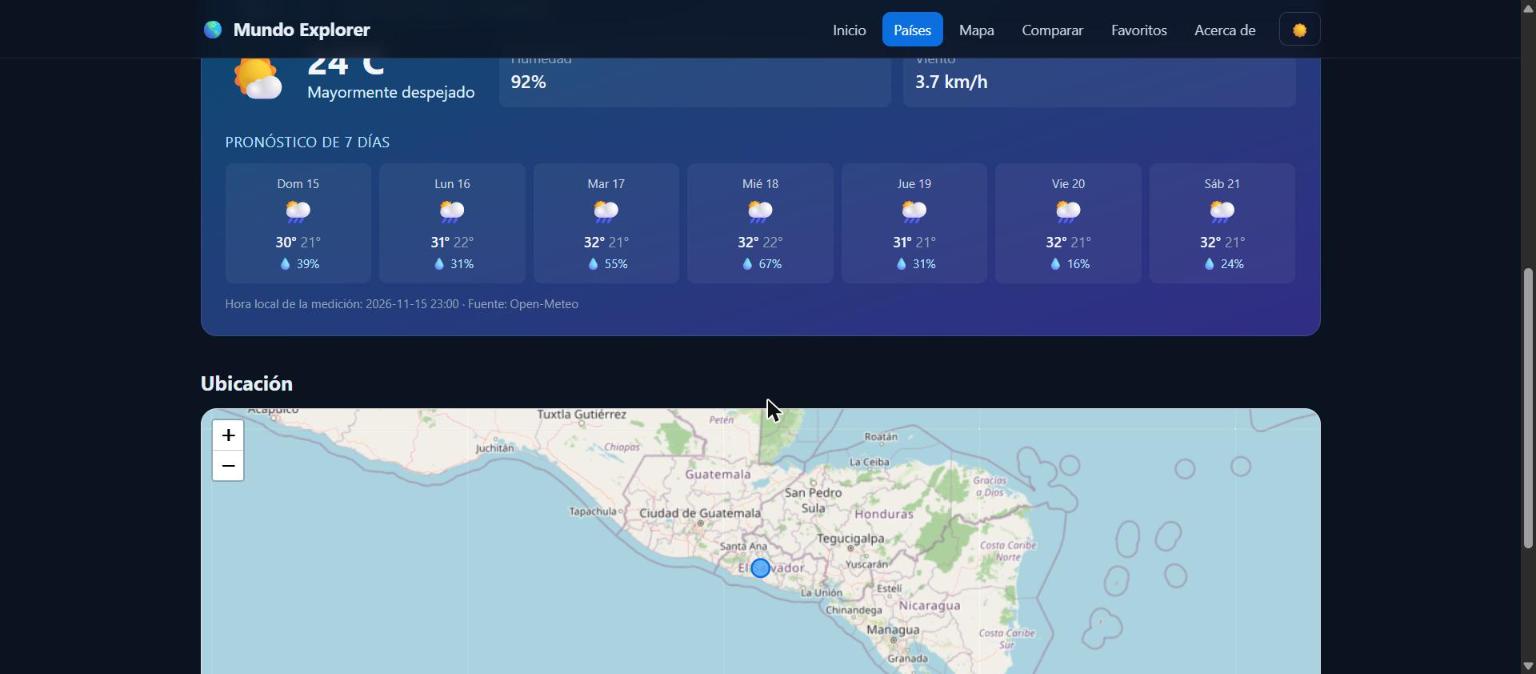 Mundo Explorer
Inicio Países Mapa Comparar Favoritos Acerca de
24°C
Mayormente despejado
Humedad
92%
Viento
3.7 km/h
PRONÓSTICO DE 7 DÍAS
Dom 15
30° 21°
39%
Lun 16
31° 22°
31%
Mar 17
32° 21°
55%
Mié 18
32° 22°
67%
Jue 19
31° 21°
31%
Vie 20
32° 21°
16%
Sáb 21
32° 21°
24%
Hora local de la medición: 2026-11-15 23:00 · Fuente: Open-Meteo
Ubicación
+
−
Acapulco
Tuxtla Gutiérrez
Petén
Juchitán
Chiapas
Roatán
La Ceiba
Guatemala
Gracias
a Dios
San Pedro
Sula
Tapachula
Ciudad de Guatemala
Honduras
Tegucigalpa
Santa Ana
Costa Caribe
Norte
Yuscarán
El Salvador
La Unión
Estelí
Chinandega
Nicaragua
Managua
Costa Caribe
Sur
Granada